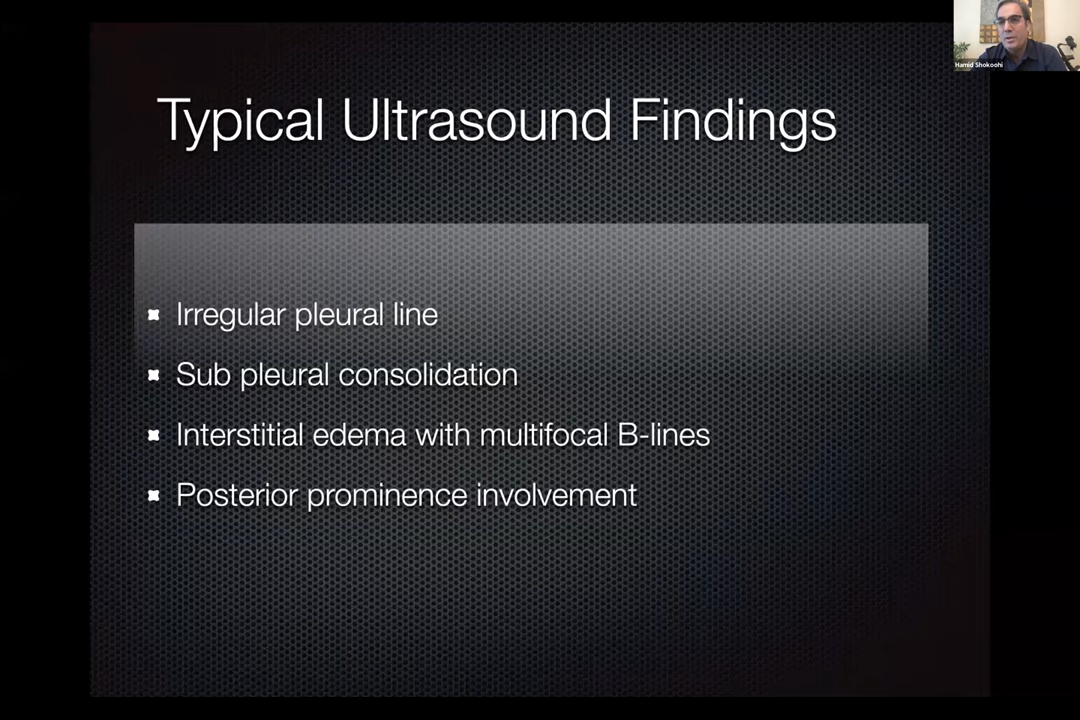 Hamid Shokoohi
Typical Ultrasound Findings
Irregular pleural line
Sub pleural consolidation
Interstitial edema with multifocal B-lines
Posterior prominence involvement